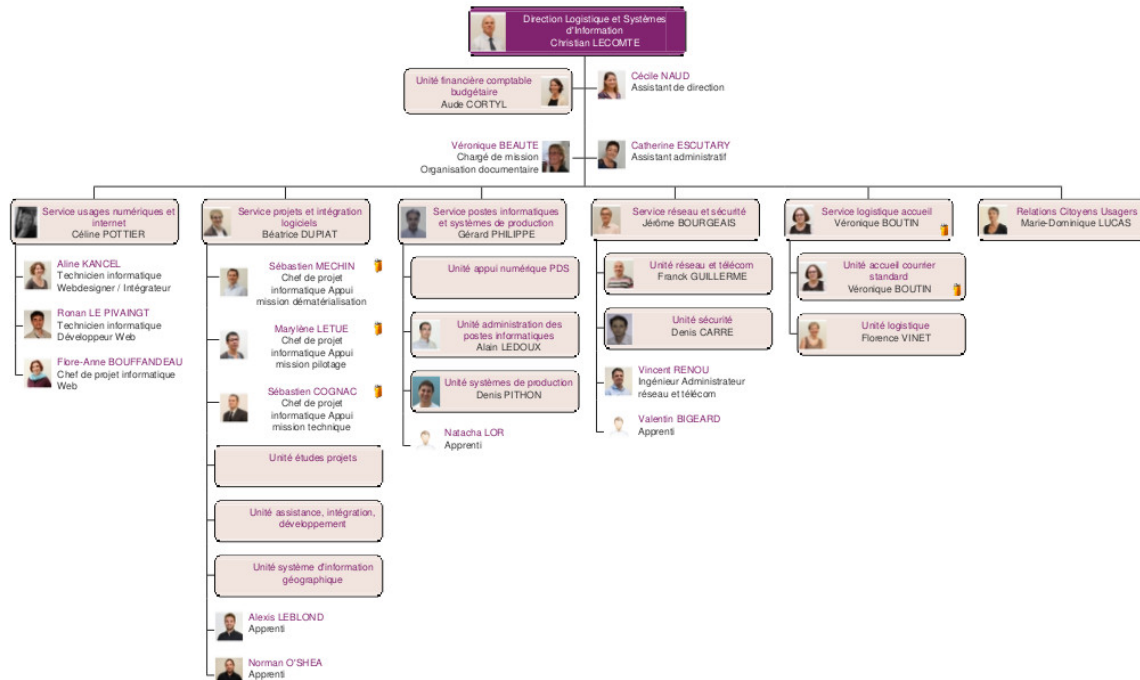 Direction Logistique et Systèmes
d'Information
Christian LECOMTE
Unité financière comptable
budgétaire
Aude CORTYL
Cécile NAUD
Assistant de direction
Véronique BEAUTE
Chargé de mission
Organisation documentaire
Catherine ESCUTARY
Assistant administratif
Service usages numériques et
internet
Céline POTTIER
Aline KANCEL
Technicien informatique
Webdesigner / Intégrateur
Ronan LE PIVAINGT
Technicien informatique
Développeur Web
Flore-Anne BOUFFANDEAU
Chef de projet informatique
Web
Service projets et intégration
logiciels
Béatrice DUPIAT
Sébastien MECHIN
Chef de projet
informatique Appui
mission dématérialisation
Marylène LETUE
Chef de projet
informatique Appui
mission pilotage
Sébastien COGNAC
Chef de projet
informatique Appui
mission technique
Unité études projets
Unité assistance, intégration,
développement
Unité système d'information
géographique
Alexis LEBLOND
Apprenti
Norman O'SHEA
Apprenti
Service postes informatiques
et systèmes de production
Gérard PHILIPPE
Unité appui numérique PDS
Unité administration des
postes informatiques
Alain LEDOUX
Unité systèmes de production
Denis PITHON
Natacha LOR
Apprenti
Service réseau et sécurité
Jérôme BOURGEAIS
Unité réseau et télécom
Franck GUILLERME
Unité sécurité
Denis CARRE
Vincent RENOU
Ingénieur Administrateur
réseau et télécom
Valentin BIGEARD
Apprenti
Service logistique accueil
Véronique BOUTIN
Unité accueil courrier
standard
Véronique BOUTIN
Unité logistique
Florence VINET
Relations Citoyens Usagers
Marie-Dominique LUCAS